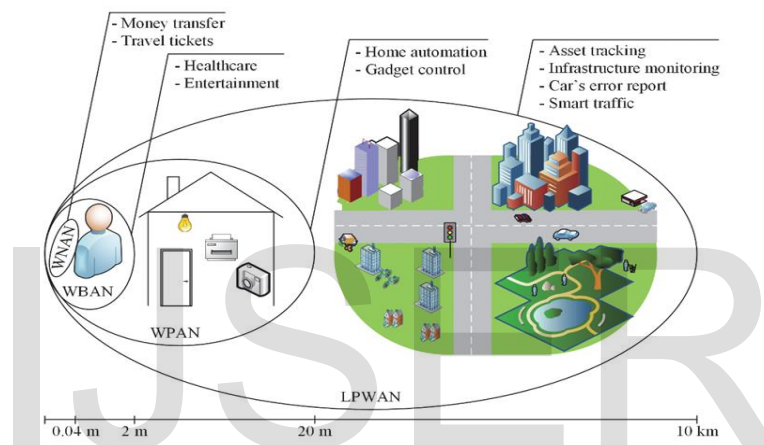 - Money transfer
- Travel tickets
- Healthcare
- Entertainment
- Home automation
- Gadget control
- Asset tracking
- Infrastructure monitoring
- Car`s error report
- Smart traffic
WNAN
WBAN
WPAN
LPWAN
0.04 m 2 m 20 m 10 km
IJSER